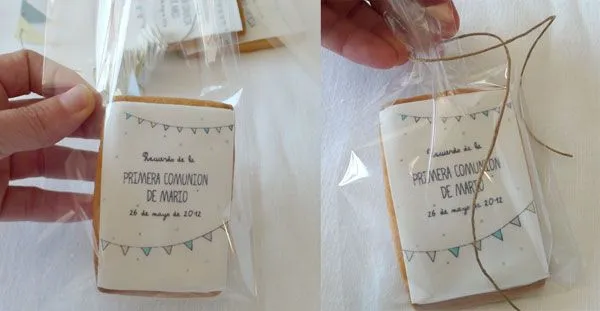 Recuerdo de la
PRIMERA COMUNION
DE MARIO
26 de mayo de 2012
Recuerdo de la
PRIMERA COMUNION
DE MARIO
26 de mayo de 2012